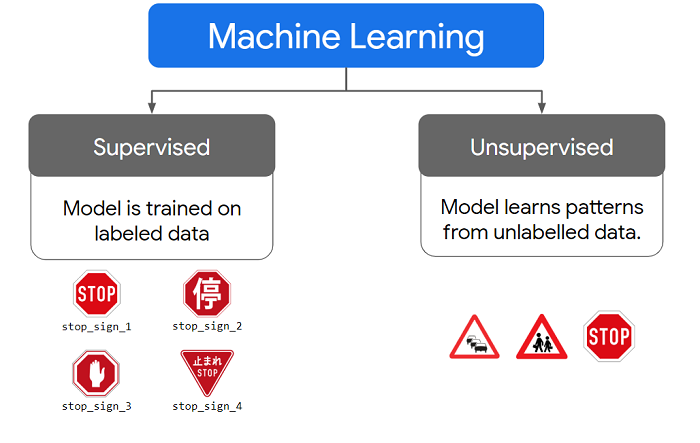 Machine Learning
Supervised
Unsupervised
Model is trained on
labeled data
Model learns patterns
from unlabelled data.
STOP
stop_sign_1
停
stop_sign_2
stop_sign_3
止まれ
STOP
stop_sign_4
STOP